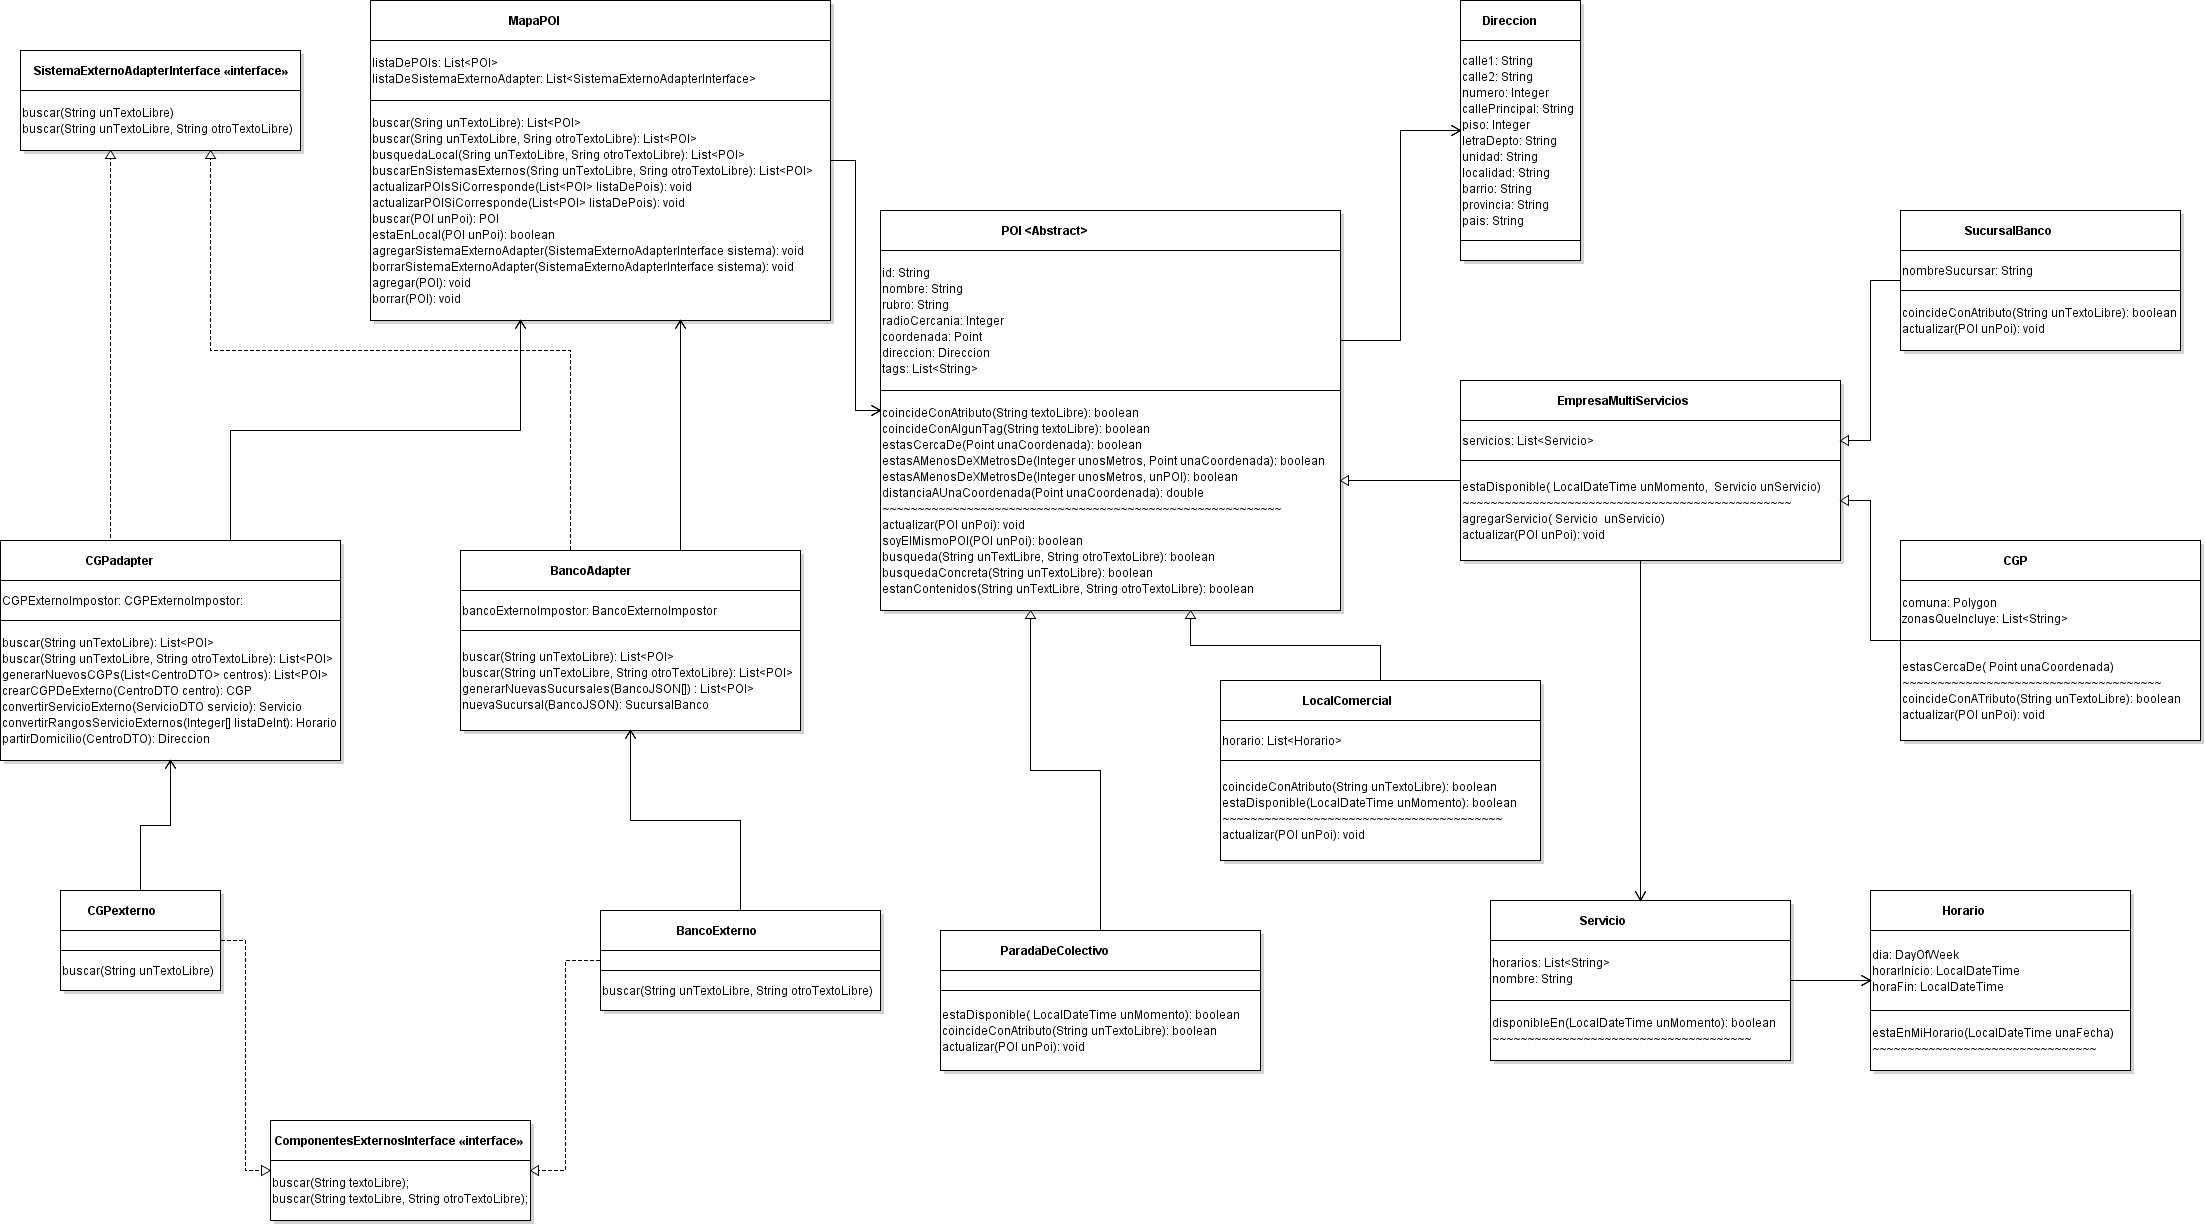 SistemaExternoAdapterInterface «interface»
buscar(String unTextoLibre)
buscar(String unTextoLibre, String otroTextoLibre)
MapaPOI
listaDePOIs: List<POI>
listaDeSistemaExternoAdapter: List<SistemaExternoAdapterInterface>
buscar(Sring unTextoLibre): List<POI>
buscar(Sring unTextoLibre, Sring otroTextoLibre): List<POI>
busquedaLocal(Sring unTextoLibre, Sring otroTextoLibre): List<POI>
buscarEnSistemasExternos(Sring unTextoLibre, Sring otroTextoLibre): List<POI>
actualizarPOIsSiCorresponde(List<POI> listaDePois): void
actualizarPOISiCorresponde(List<POI> listaDePois): void
buscar(POI unPoi): POI
estaEnLocal(POI unPoi): boolean
agregarSistemaExternoAdapter(SistemaExternoAdapterInterface sistema): void
borrarSistemaExternoAdapter(SistemaExternoAdapterInterface sistema): void
agregar(POI): void
borrar(POI): void
Direccion
calle1: String
calle2: String
numero: Integer
callePrincipal: String
piso: Integer
letraDepto: String
unidad: String
localidad: String
barrio: String
provincia: String
pais: String
POI <Abstract>
id: String
nombre: String
rubro: String
radioCercania: Integer
coordenada: Point
direccion: Direccion
tags: List<String>
coincideConAtributo(String textoLibre): boolean
coincideConAlgunTag(String textoLibre): boolean
estasCercaDe(Point unaCoordenada): boolean
estasAMenosDeXMetrosDe(Integer unosMetros, Point unaCoordenada): boolean
estasAMenosDeXMetrosDe(Integer unosMetros, unPOI): boolean
distanciaAUnaCoordenada(Point unaCoordenada): double
~~~~~~~~~~~~~~~~~~~~~~~~~~~~~~~~~~~~~~~~~~~~~~~~~~~~~~~~~
actualizar(POI unPoi): void
soyElMismoPOI(POI unPoi): boolean
busqueda(String unTextLibre, String otroTextoLibre): boolean
busquedaConcreta(String unTextoLibre): boolean
estanContenidos(String unTextLibre, String otroTextoLibre): boolean
SucursalBanco
nombreSucursar: String
coincideConAtributo(String unTextoLibre): boolean
actualizar(POI unPoi): void
EmpresaMultiServicios
servicios: List<Servicio>
estaDisponible( LocalDateTime unMomento,  Servicio unServicio)
~~~~~~~~~~~~~~~~~~~~~~~~~~~~~~~~~~~~~~~~~~~~~~~
agregarServicio( Servicio  unServicio)
actualizar(POI unPoi): void
CGP
comuna: Polygon
zonasQueIncluye: List<String>
estasCercaDe( Point unaCoordenada)
~~~~~~~~~~~~~~~~~~~~~~~~~~~~~~~~~~~~~
coincideConATributo(String unTextoLibre): boolean
actualizar(POI unPoi): void
CGPadapter
CGPExternoImpostor: CGPExternoImpostor:
buscar(String unTextoLibre): List<POI>
buscar(String unTextoLibre, String otroTextoLibre): List<POI>
generarNuevosCGPs(List<CentroDTO> centros): List<POI>
crearCGPDeExterno(CentroDTO centro): CGP
convertirServicioExterno(ServicioDTO servicio): Servicio
convertirRangosServicioExternos(Integer[] listaDeInt): Horario
partirDomicilio(CentroDTO): Direccion
BancoAdapter
bancoExternoImpostor: BancoExternoImpostor
buscar(String unTextoLibre): List<POI>
buscar(String unTextoLibre, String otroTextoLibre): List<POI>
generarNuevasSucursales(BancoJSON[]) : List<POI>
nuevaSucursal(BancoJSON): SucursalBanco
LocalComercial
horario: List<Horario>
coincideConAtributo(String unTextoLibre): boolean
estaDisponible(LocalDateTime unMomento): boolean
~~~~~~~~~~~~~~~~~~~~~~~~~~~~~~~~~~~~~~~~
actualizar(POI unPoi): void
CGPexterno
buscar(String unTextoLibre)
BancoExterno
buscar(String unTextoLibre, String otroTextoLibre)
ParadaDeColectivo
estaDisponible( LocalDateTime unMomento): boolean
coincideConAtributo(String unTextoLibre): boolean
actualizar(POI unPoi): void
Servicio
horarios: List<String>
nombre: String
disponibleEn(LocalDateTime unMomento): boolean
~~~~~~~~~~~~~~~~~~~~~~~~~~~~~~~~~~~~~
Horario
dia: DayOfWeek
horarInicio: LocalDateTime
horaFin: LocalDateTime
estaEnMiHorario(LocalDateTime unaFecha)
~~~~~~~~~~~~~~~~~~~~~~~~~~~~~~~~
ComponentesExternosInterface «interface»
buscar(String textoLibre);
buscar(String textoLibre, String otroTextoLibre);